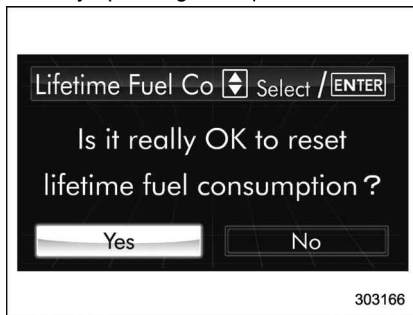 Lifetime Fuel Co Select / ENTER
Is it really OK to reset
lifetime fuel consumption ?
Yes No
303166